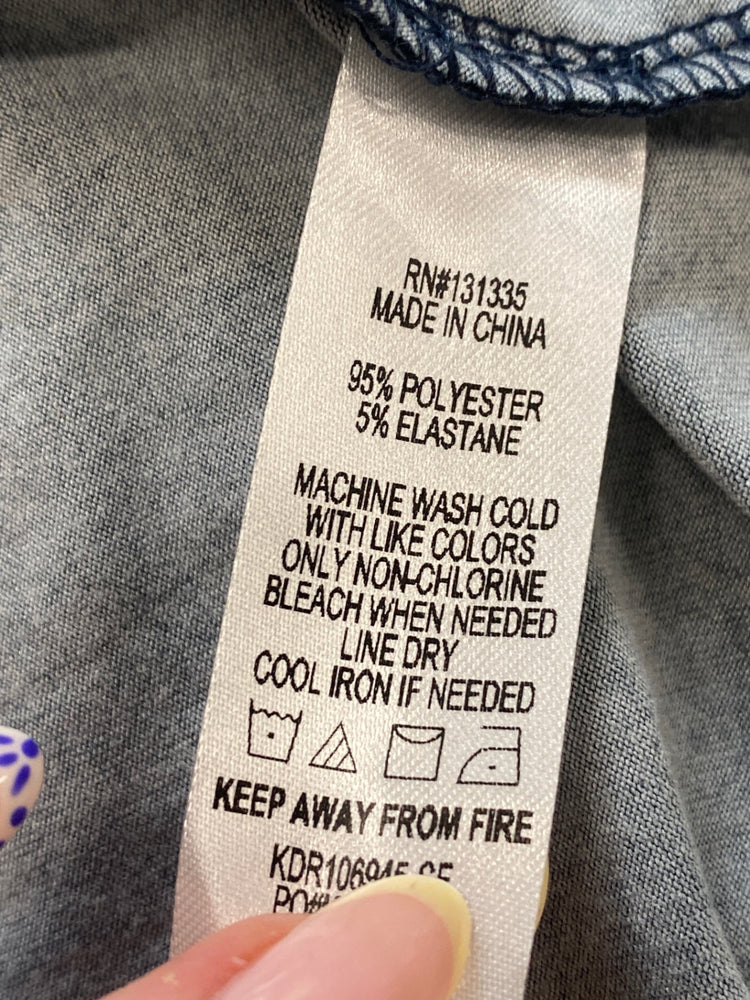 RN#131335
MADE IN CHINA
95% POLYESTER
5% ELASTANE
MACHINE WASH COLD
WITH LIKE COLORS
ONLY NON-CHLORINE
BLEACH WHEN NEEDED
LINE DRY
COOL IRON IF NEEDED
KEEP AWAY FROM FIRE